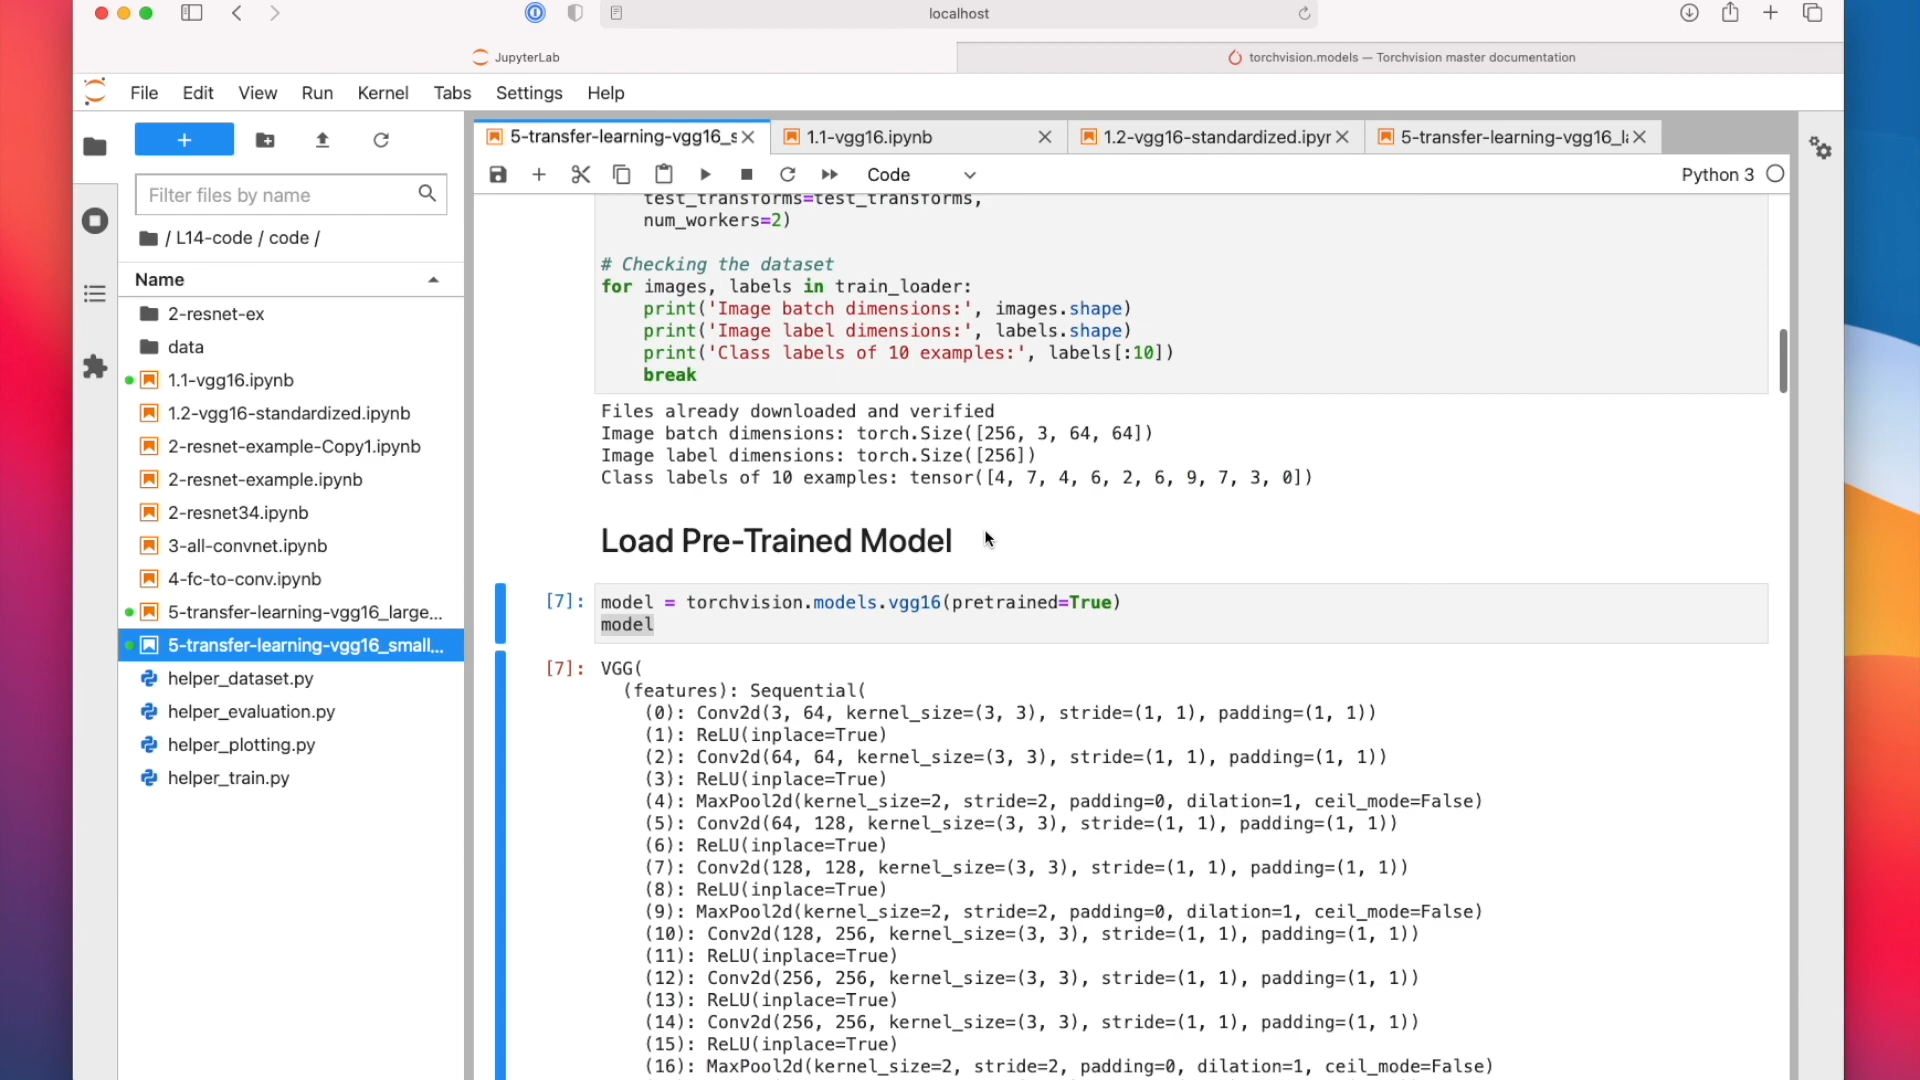 localhost
JupyterLab
torchvision.models — Torchvision master documentation
File Edit View Run Kernel Tabs Settings Help
5-transfer-learning-vgg16_s
1.1-vgg16.ipynb
1.2-vgg16-standardized.ipyr
5-transfer-learning-vgg16_l
Code
Python 3
Filter files by name
/ L14-code / code /
Name
2-resnet-ex
data
1.1-vgg16.ipynb
1.2-vgg16-standardized.ipynb
2-resnet-example-Copy1.ipynb
2-resnet-example.ipynb
2-resnet34.ipynb
3-all-convnet.ipynb
4-fc-to-conv.ipynb
5-transfer-learning-vgg16_large...
5-transfer-learning-vgg16_small...
helper_dataset.py
helper_evaluation.py
helper_plotting.py
helper_train.py
test_transforms=test_transforms,
num_workers=2)
# Checking the dataset
for images, labels in train_loader:
print('Image batch dimensions:', images.shape)
print('Image label dimensions:', labels.shape)
print('Class labels of 10 examples:', labels[:10])
break
Files already downloaded and verified
Image batch dimensions: torch.Size([256, 3, 64, 64])
Image label dimensions: torch.Size([256])
Class labels of 10 examples: tensor([4, 7, 4, 6, 2, 6, 9, 7, 3, 0])
Load Pre-Trained Model
[7]: model = torchvision.models.vgg16(pretrained=True)
model
[7]: VGG(
(features): Sequential(
(0): Conv2d(3, 64, kernel_size=(3, 3), stride=(1, 1), padding=(1, 1))
(1): ReLU(inplace=True)
(2): Conv2d(64, 64, kernel_size=(3, 3), stride=(1, 1), padding=(1, 1))
(3): ReLU(inplace=True)
(4): MaxPool2d(kernel_size=2, stride=2, padding=0, dilation=1, ceil_mode=False)
(5): Conv2d(64, 128, kernel_size=(3, 3), stride=(1, 1), padding=(1, 1))
(6): ReLU(inplace=True)
(7): Conv2d(128, 128, kernel_size=(3, 3), stride=(1, 1), padding=(1, 1))
(8): ReLU(inplace=True)
(9): MaxPool2d(kernel_size=2, stride=2, padding=0, dilation=1, ceil_mode=False)
(10): Conv2d(128, 256, kernel_size=(3, 3), stride=(1, 1), padding=(1, 1))
(11): ReLU(inplace=True)
(12): Conv2d(256, 256, kernel_size=(3, 3), stride=(1, 1), padding=(1, 1))
(13): ReLU(inplace=True)
(14): Conv2d(256, 256, kernel_size=(3, 3), stride=(1, 1), padding=(1, 1))
(15): ReLU(inplace=True)
(16): MaxPool2d(kernel_size=2, stride=2, padding=0, dilation=1, ceil_mode=False)